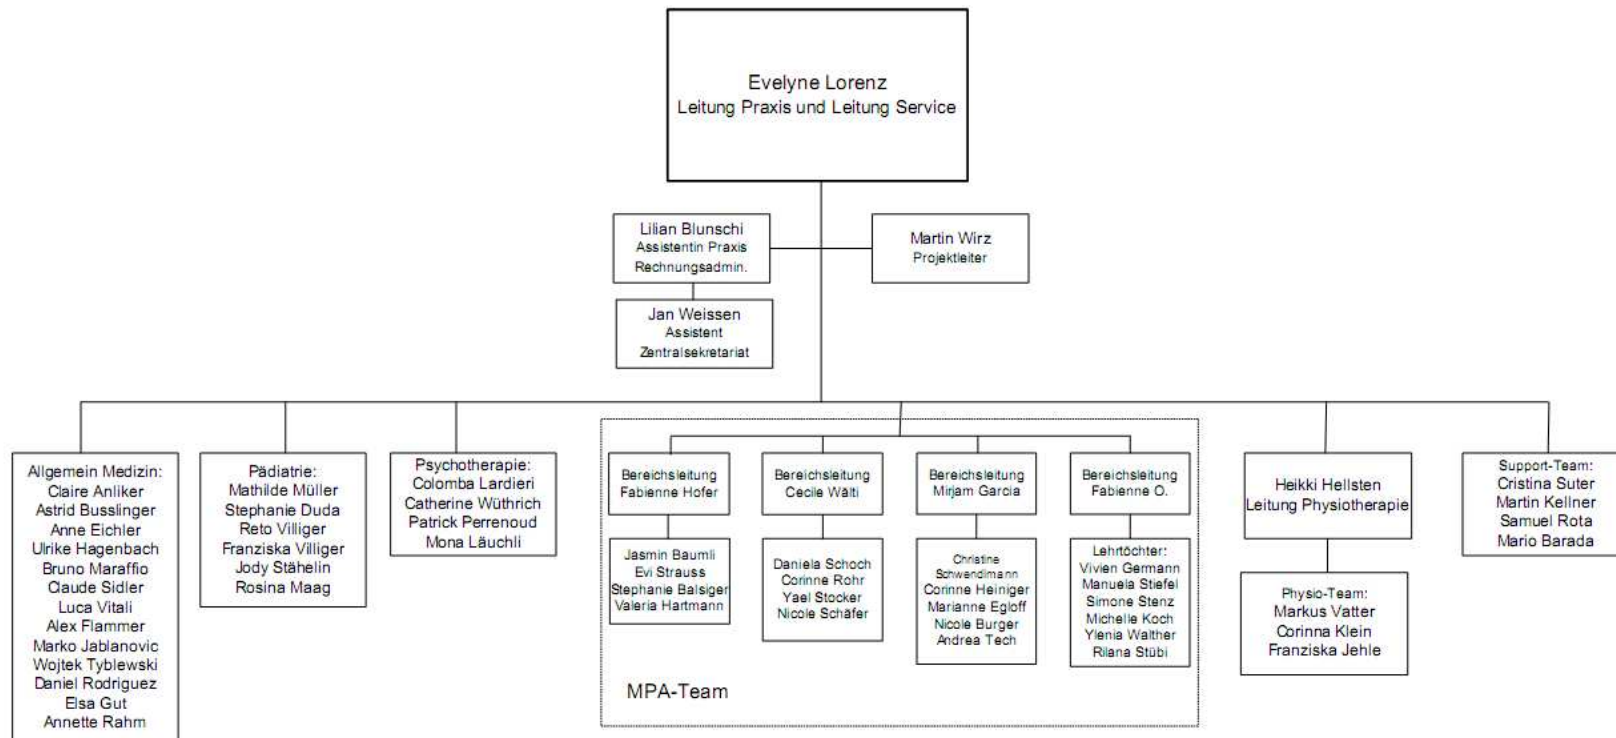 Evelyne Lorenz
Leitung Praxis und Leitung Service
Lilian Blunschi
Assistentin Praxis
Rechnungsadmin.
Martin Wirz
Projektleiter
Jan Weissen
Assistent
Zentralsekretariat
Allgemein Medizin:
Claire Anliker
Astrid Busslinger
Anne Eichler
Ulrike Hagenbach
Bruno Maraffio
Claude Sidler
Luca Vitali
Alex Flammer
Marko Jablanovic
Wojtek Tyblewski
Daniel Rodriguez
Elsa Gut
Annette Rahm
Pädiatrie:
Mathilde Müller
Stephanie Duda
Reto Villiger
Franziska Villiger
Jody Stähelin
Rosina Maag
Psychotherapie:
Colomba Lardieri
Catherine Wüthrich
Patrick Perrenoud
Mona Läuchli
Bereichsleitung
Fabienne Hofer
Jasmin Baumli
Evi Strauss
Stephanie Balsiger
Valeria Hartmann
Bereichsleitung
Cecile Wälti
Daniela Schoch
Corinne Rohr
Yael Stocker
Nicole Schäfer
Bereichsleitung
Mirjam Garcia
Christine
Schwendimann
Corinne Heiniger
Marianne Egloff
Nicole Burger
Andrea Tech
Bereichsleitung
Fabienne O.
Lehrtöchter:
Vivien Germann
Manuela Stiefel
Simone Stenz
Michelle Koch
Ylenia Walther
Rilana Stübi
MPA-Team
Heikki Hellsten
Leitung Physiotherapie
Physio-Team:
Markus Vatter
Corinna Klein
Franziska Jehle
Support-Team:
Cristina Suter
Martin Kellner
Samuel Rota
Mario Barada